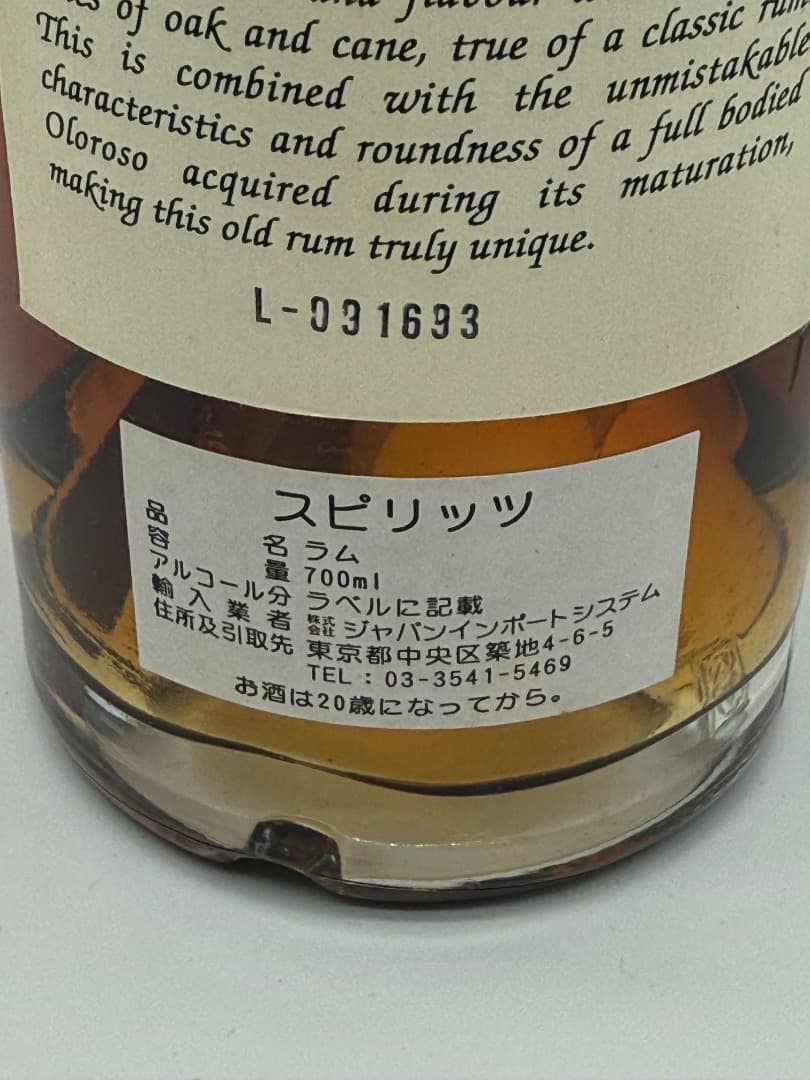 of oak and cane, true of a classic rum.
This is combined with the unmistakable
characteristics and roundness of a full bodied
Oloroso acquired during its maturation,
making this old rum truly unique.
L-091693
スピリッツ
品名 ラム
容量 700ml
アルコール分 ラベルに記載
輸入業者 株式会社 ジャパンインポートシステム
住所及引取先 東京都中央区築地4-6-5
TEL : 03-3541-5469
お酒は20歳になってから。